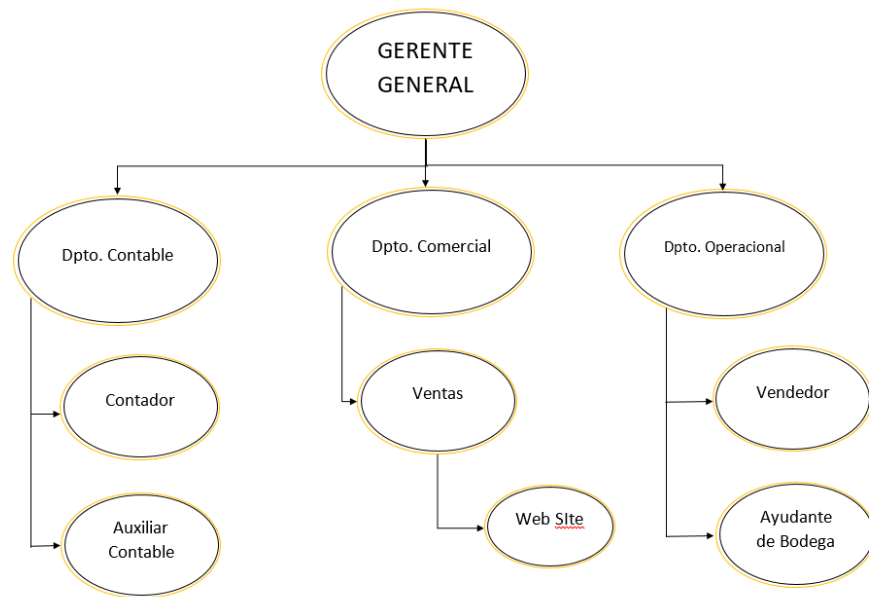 GERENTE
GENERAL
Dpto. Contable
Dpto. Comercial
Dpto. Operacional
Contador
Ventas
Vendedor
Auxiliar
Contable
Web SIte
Ayudante
de Bodega